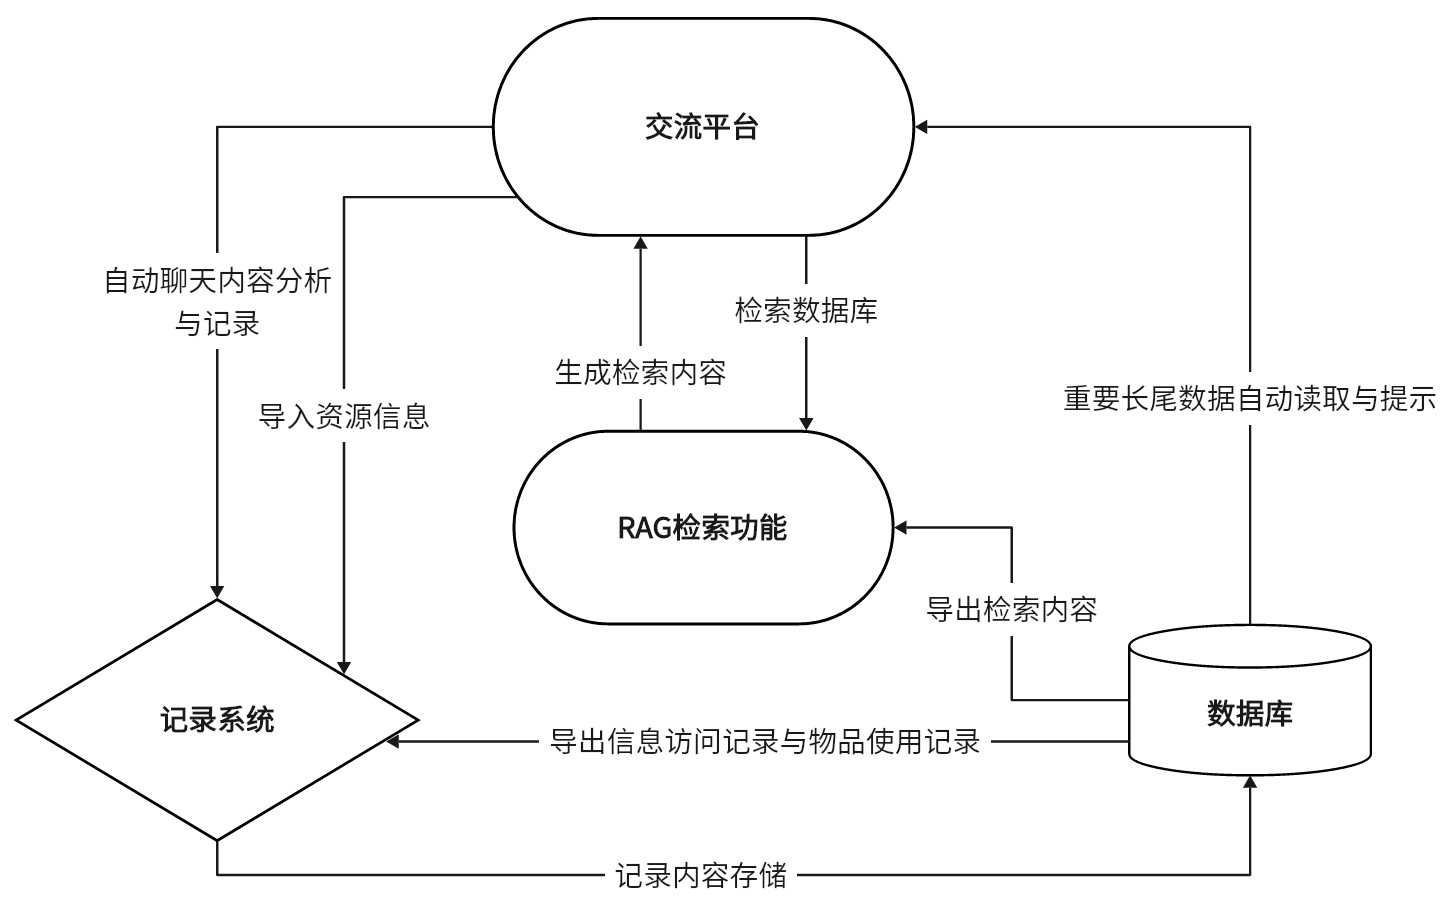 交流平台
自动聊天内容分析
与记录
检索数据库
生成检索内容
导入资源信息
重要长尾数据自动读取与提示
RAG检索功能
导出检索内容
记录系统
数据库
导出信息访问记录与物品使用记录
记录内容存储